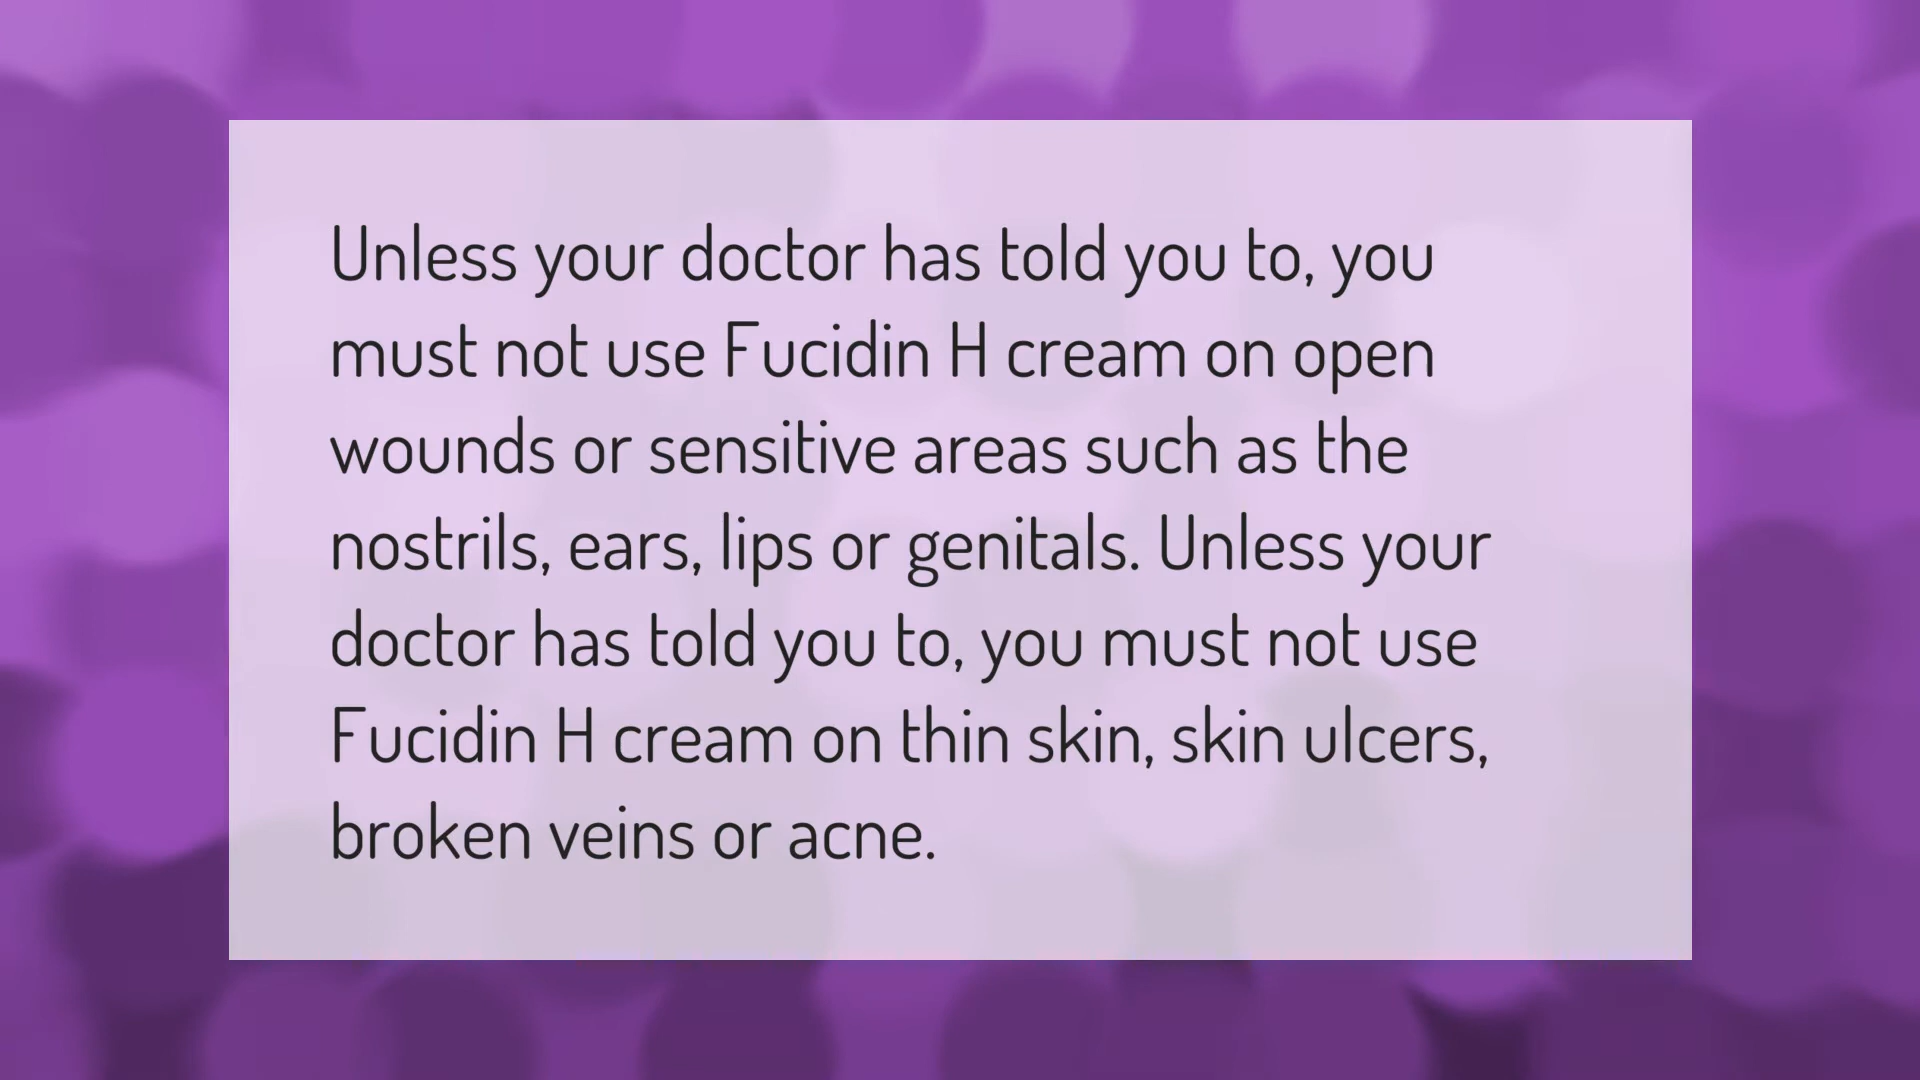 Unless your doctor has told you to, you
must not use Fucidin H cream on open
wounds or sensitive areas such as the
nostrils, ears, lips or genitals. Unless your
doctor has told you to, you must not use
Fucidin H cream on thin skin, skin ulcers,
broken veins or acne.